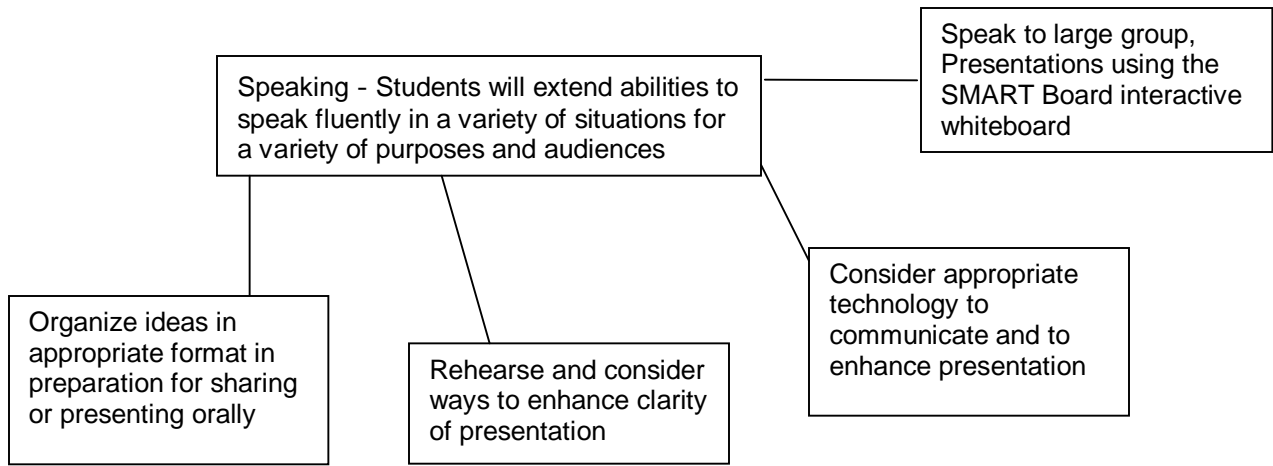 Speak to large group,
Presentations using the
SMART Board interactive
whiteboard
Speaking - Students will extend abilities to
speak fluently in a variety of situations for
a variety of purposes and audiences
Consider appropriate
technology to
communicate and to
enhance presentation
Organize ideas in
appropriate format in
preparation for sharing
or presenting orally
Rehearse and consider
ways to enhance clarity
of presentation